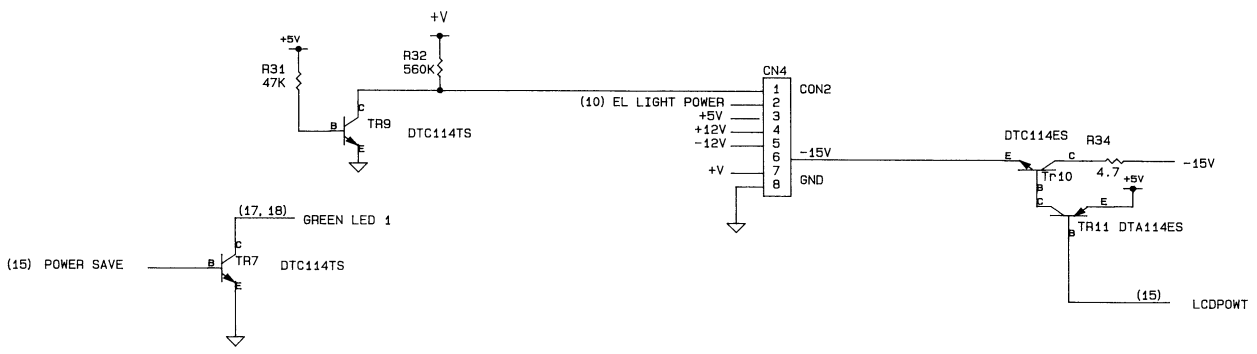 +V
+5V
R32
560K
R31
47K
CN4
1 CON2
(10) EL LIGHT POWER 2
+5V 3
+12V 4
-12V 5
6 -15V
+V 7
8 GND
C
B TR9
E
DTC114TS
DTC114ES R34
E C
-15V
Tr10 4.7
B
+5V
C E
TR11 DTA114ES
B
(15) LCDPOWT
(17, 18) GREEN LED 1
C
(15) POWER SAVE B TR7 DTC114TS
E